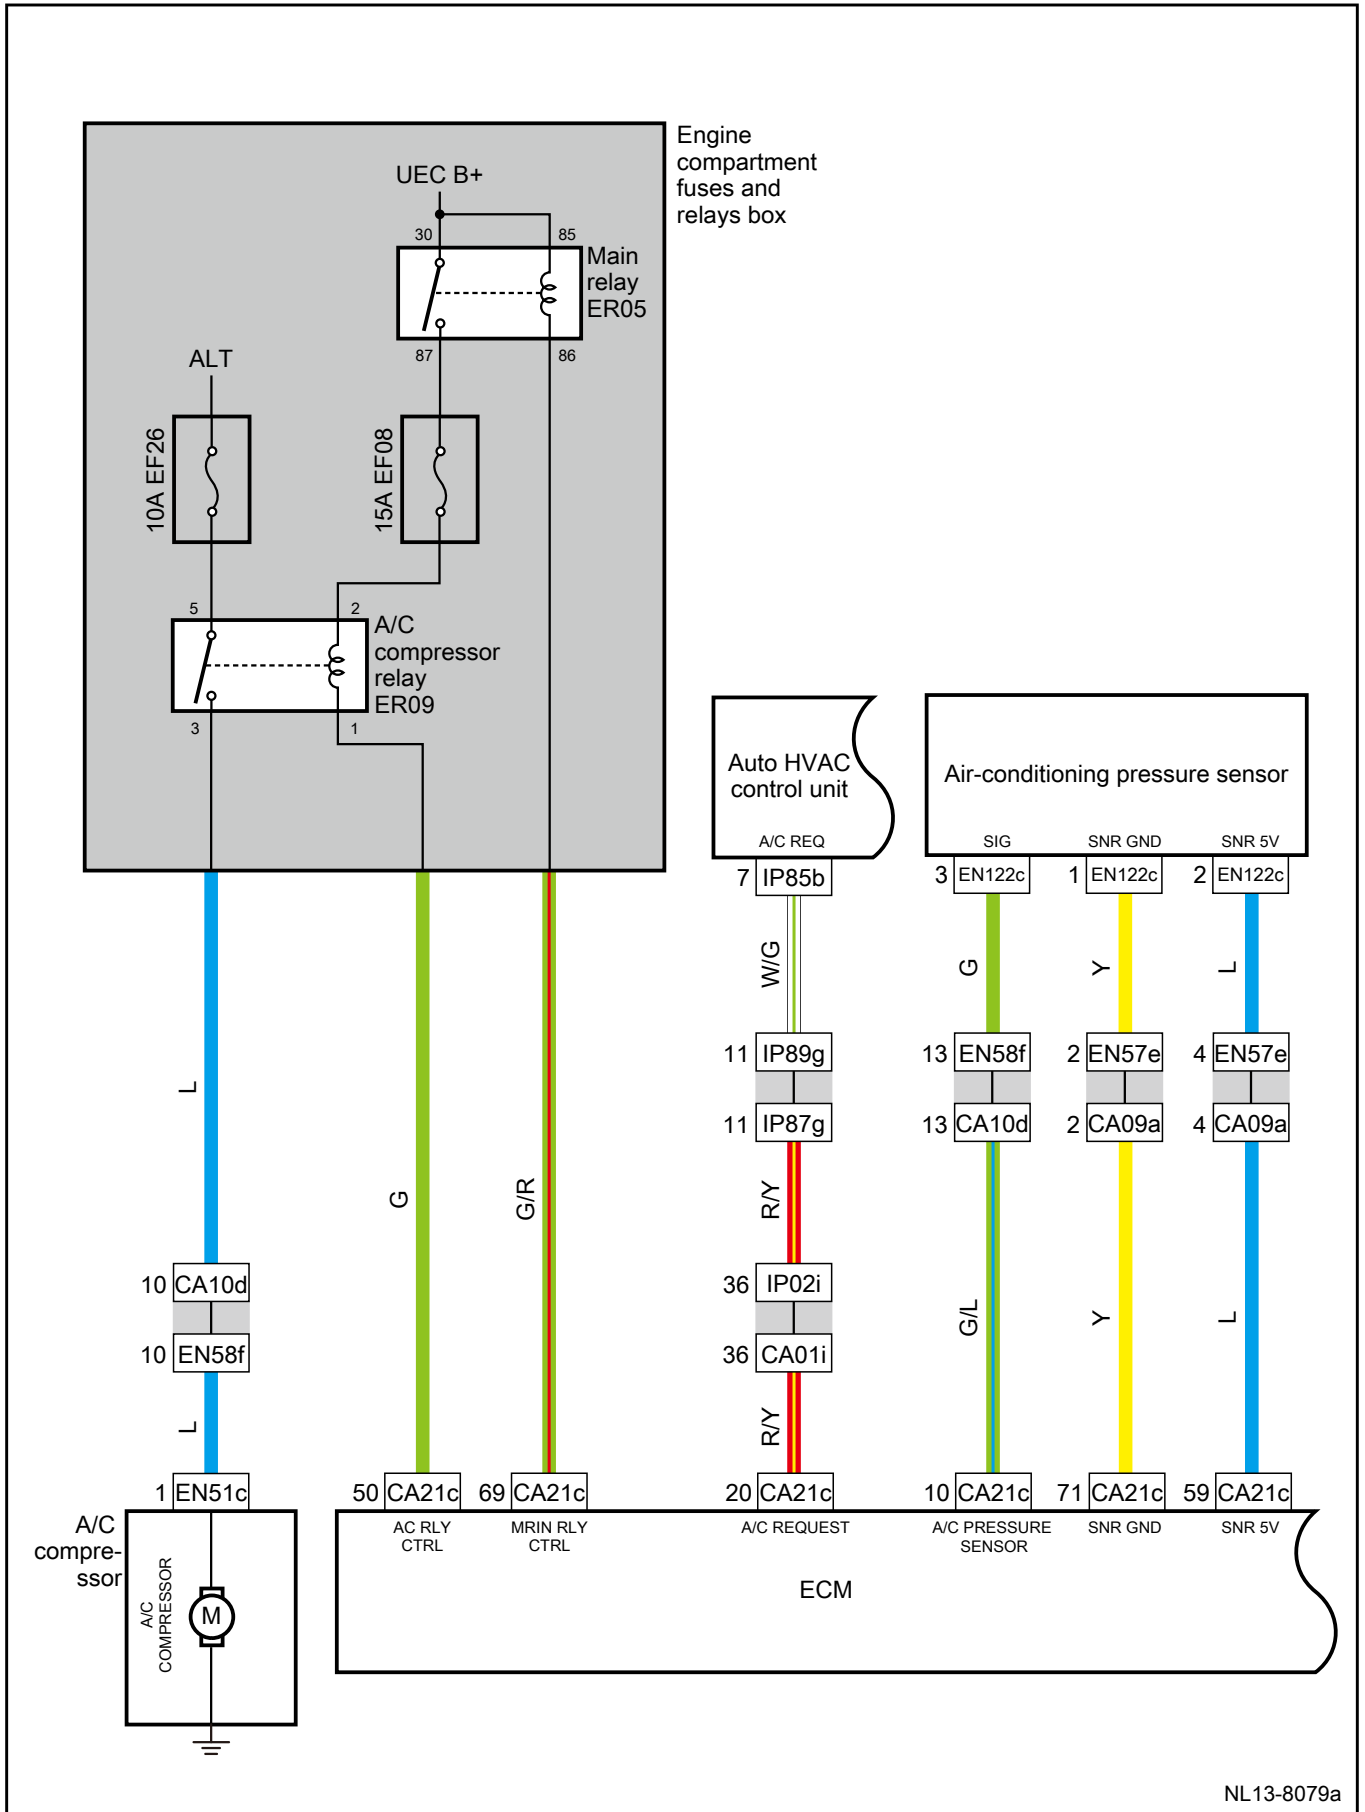 Engine
compartment
fuses and
relays box
UEC B+
30
85
Main
relay
ER05
87
86
ALT
10A EF26
15A EF08
5
2
A/C
compressor
relay
ER09
3
1
Auto HVAC
control unit
A/C REQ
Air-conditioning pressure sensor
SIG
SNR GND
SNR 5V
7 IP85b
3 EN122c
1 EN122c
2 EN122c
W/G
G
Y
L
11 IP89g
13 EN58f
2 EN57e
4 EN57e
11 IP87g
13 CA10d
2 CA09a
4 CA09a
L
G
G/R
R/Y
10 CA10d
36 IP02i
G/L
Y
L
10 EN58f
36 CA01i
L
R/Y
1 EN51c
50 CA21c
69 CA21c
20 CA21c
10 CA21c
71 CA21c
59 CA21c
A/C
compre-
ssor
A/C
COMPRESSOR
M
AC RLY
CTRL
MRIN RLY
CTRL
A/C REQUEST
A/C PRESSURE
SENSOR
SNR GND
SNR 5V
ECM
NL13-8079a